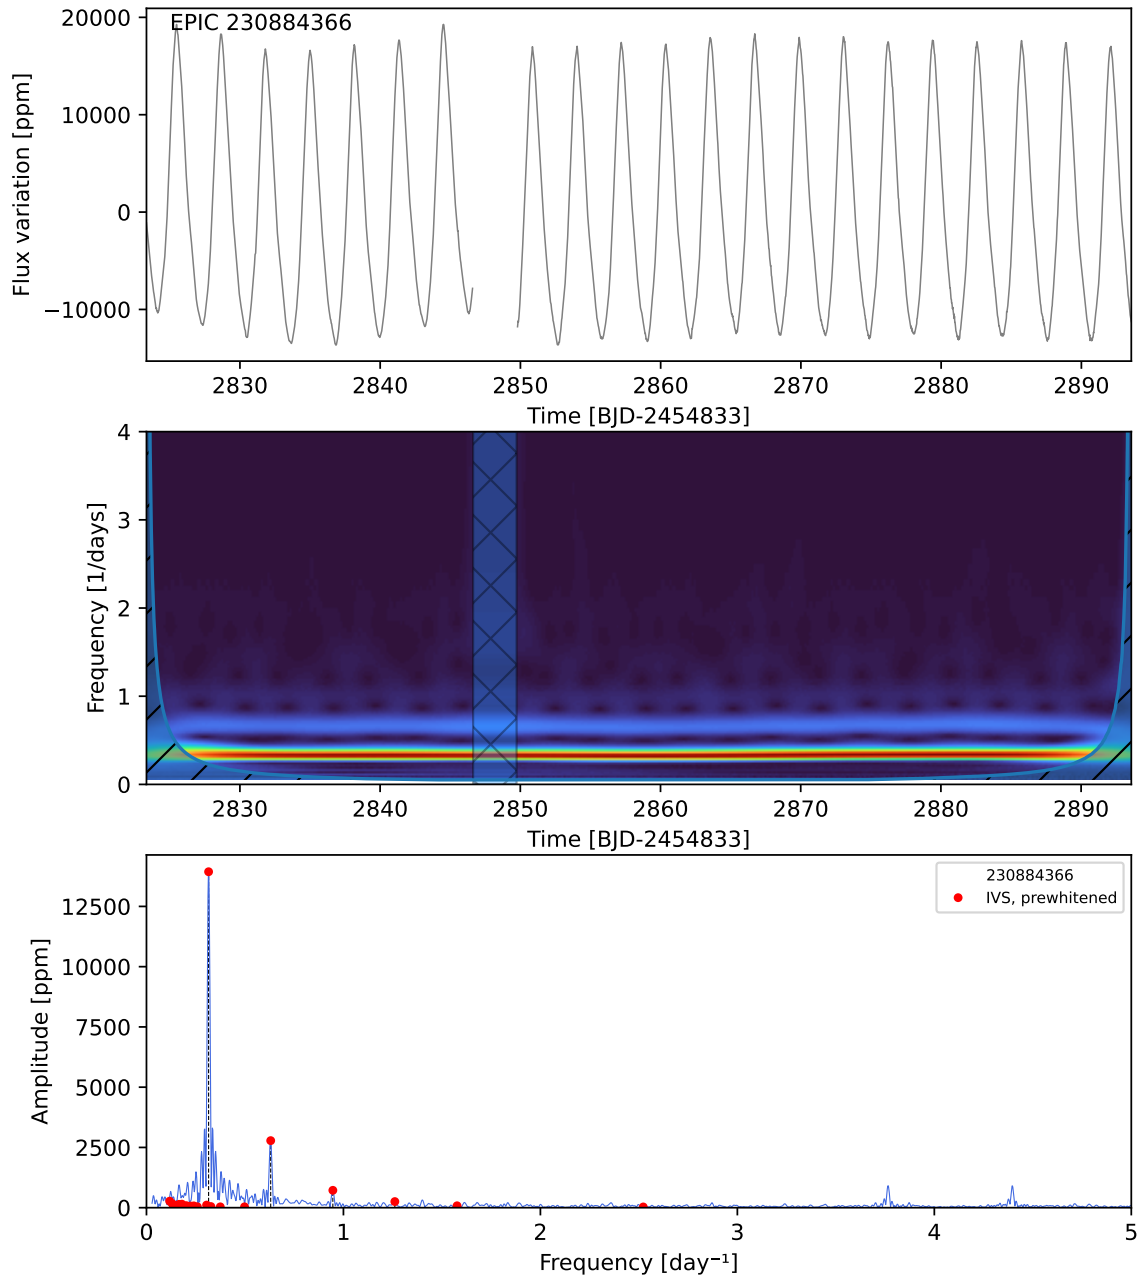 EPIC 230884366
20000
10000
0
−10000
Flux variation [ppm]
2830 2840 2850 2860 2870 2880 2890
Time [BJD-2454833]
4
3
2
1
0
Frequency [1/days]
2830 2840 2850 2860 2870 2880 2890
Time [BJD-2454833]
230884366
IVS, prewhitened
12500
10000
7500
5000
2500
0
Amplitude [ppm]
0 1 2 3 4 5
Frequency [day⁻¹]